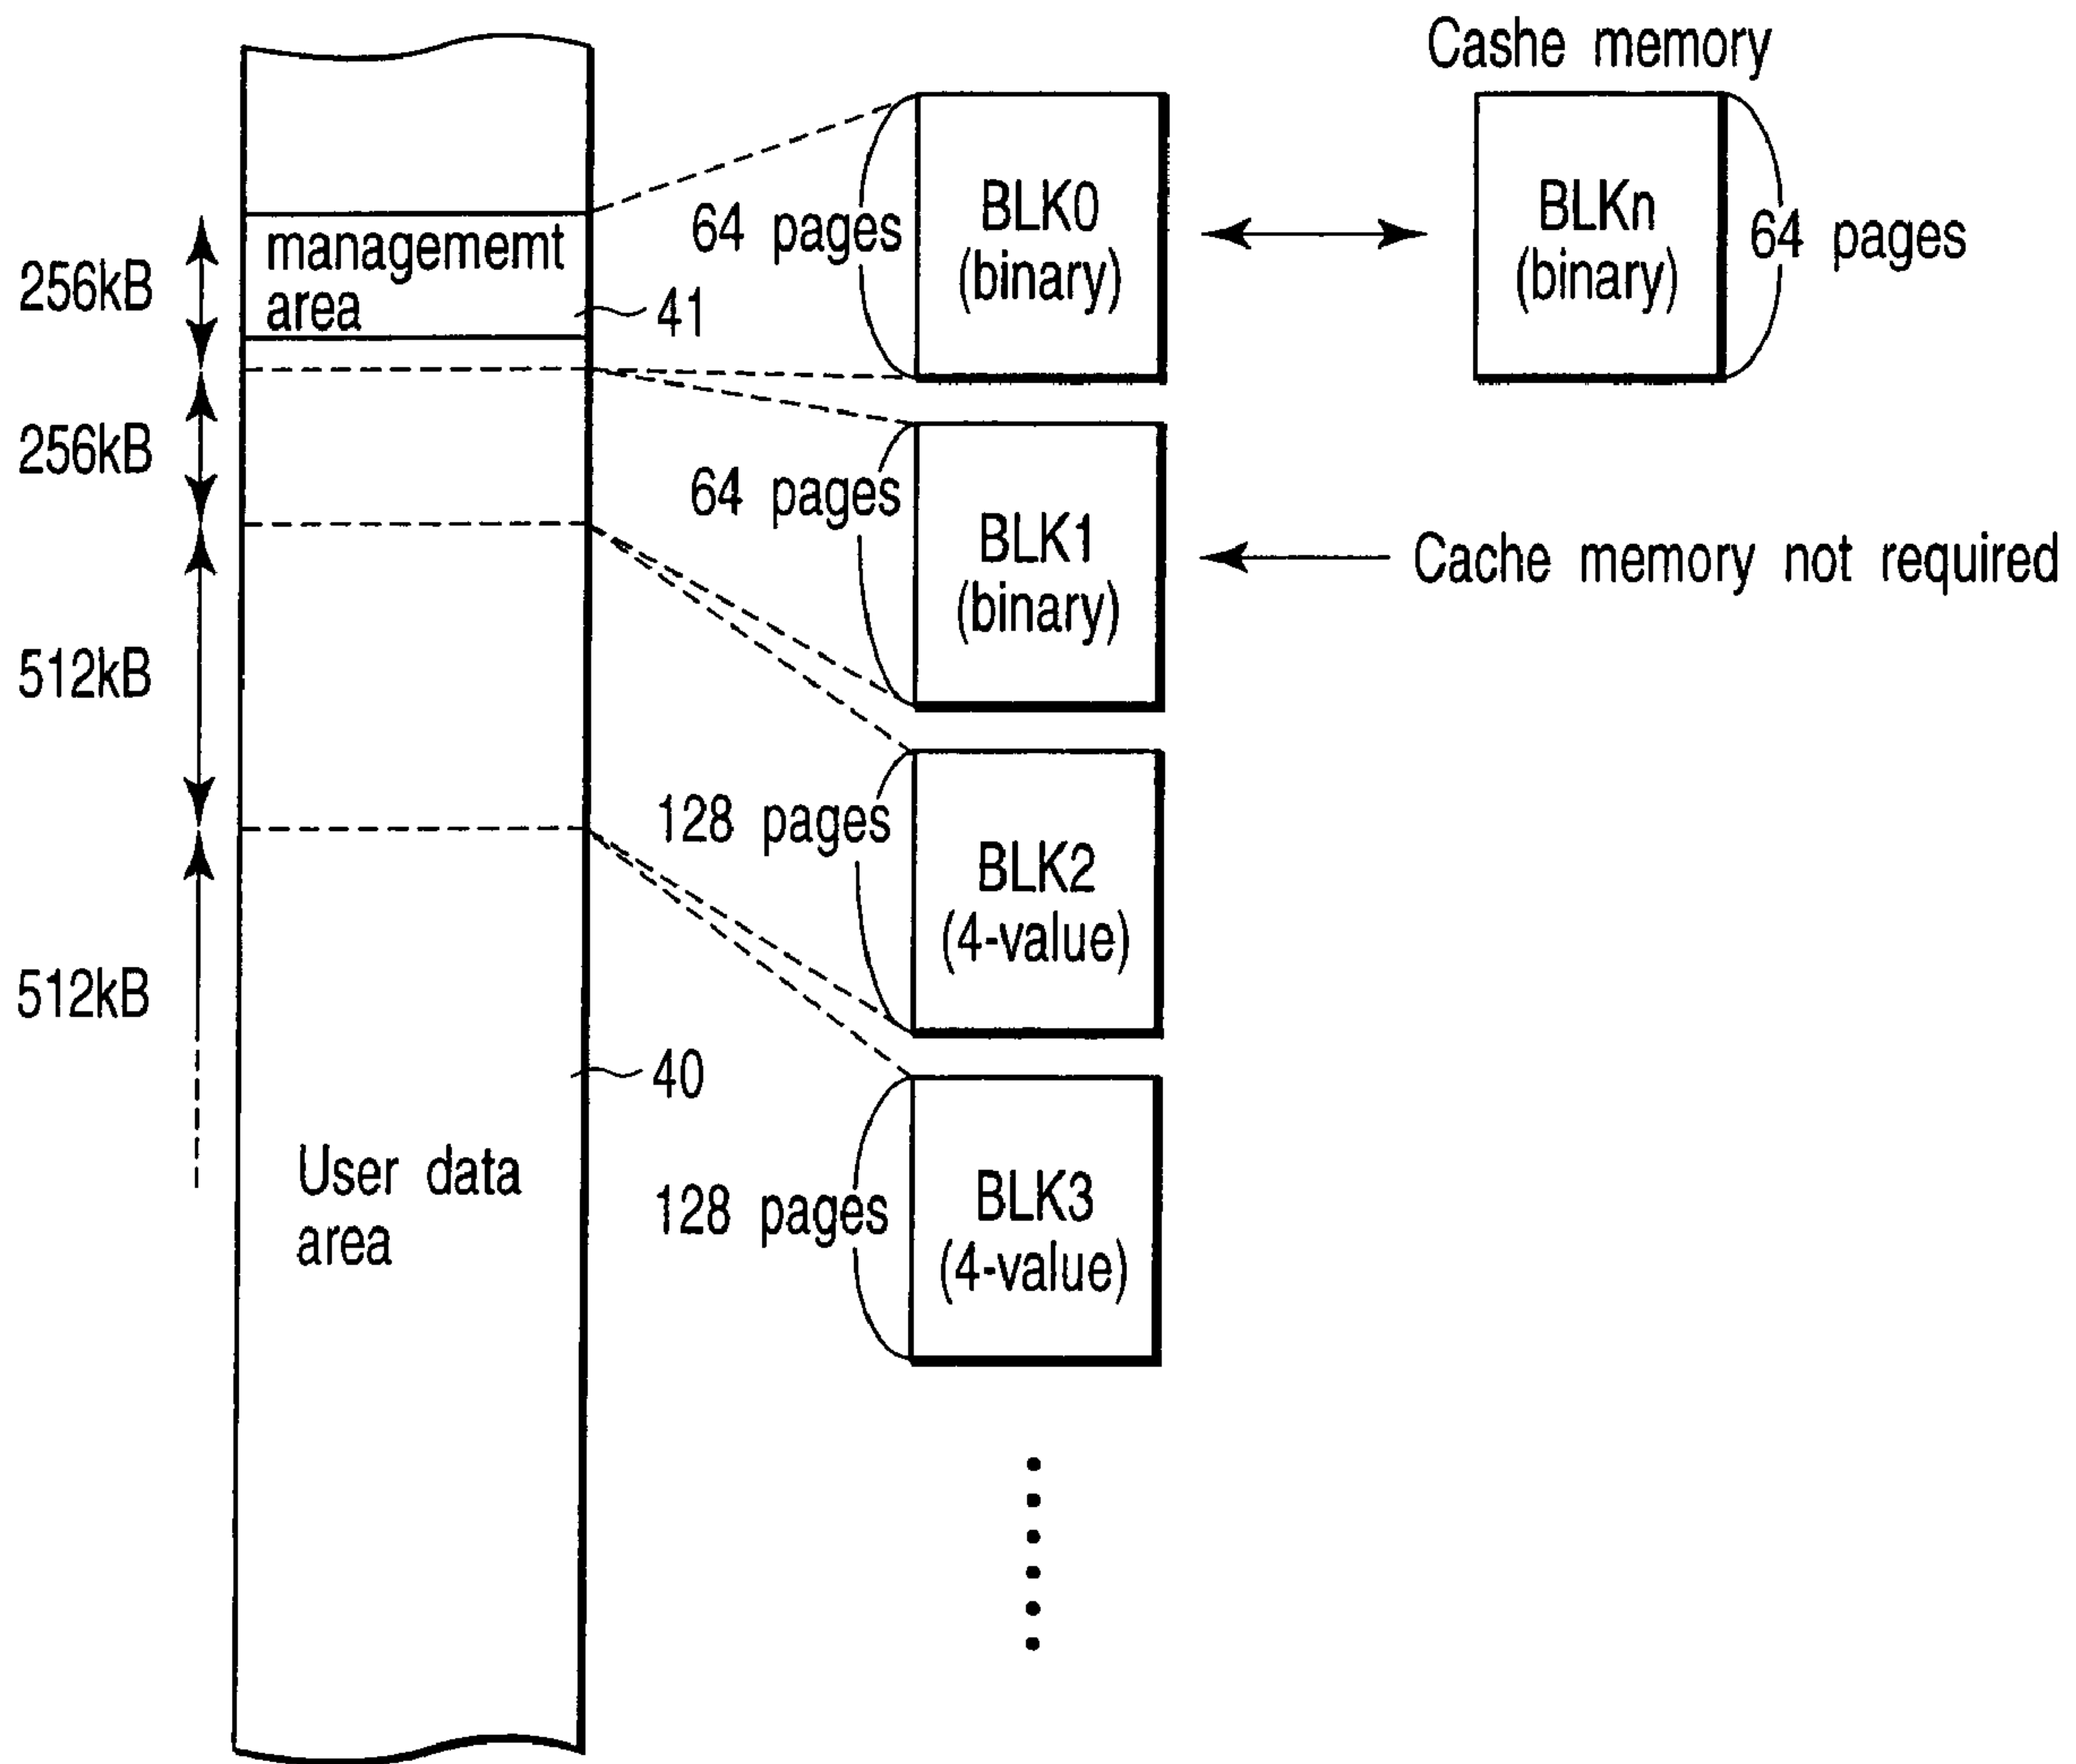 Cashe memory
256kB
managememt
area
41
64 pages
BLK0
(binary)
BLKn
(binary)
64 pages
256kB
64 pages
BLK1
(binary)
Cache memory not required
512kB
128 pages
BLK2
(4-value)
512kB
40
User data
area
128 pages
BLK3
(4-value)